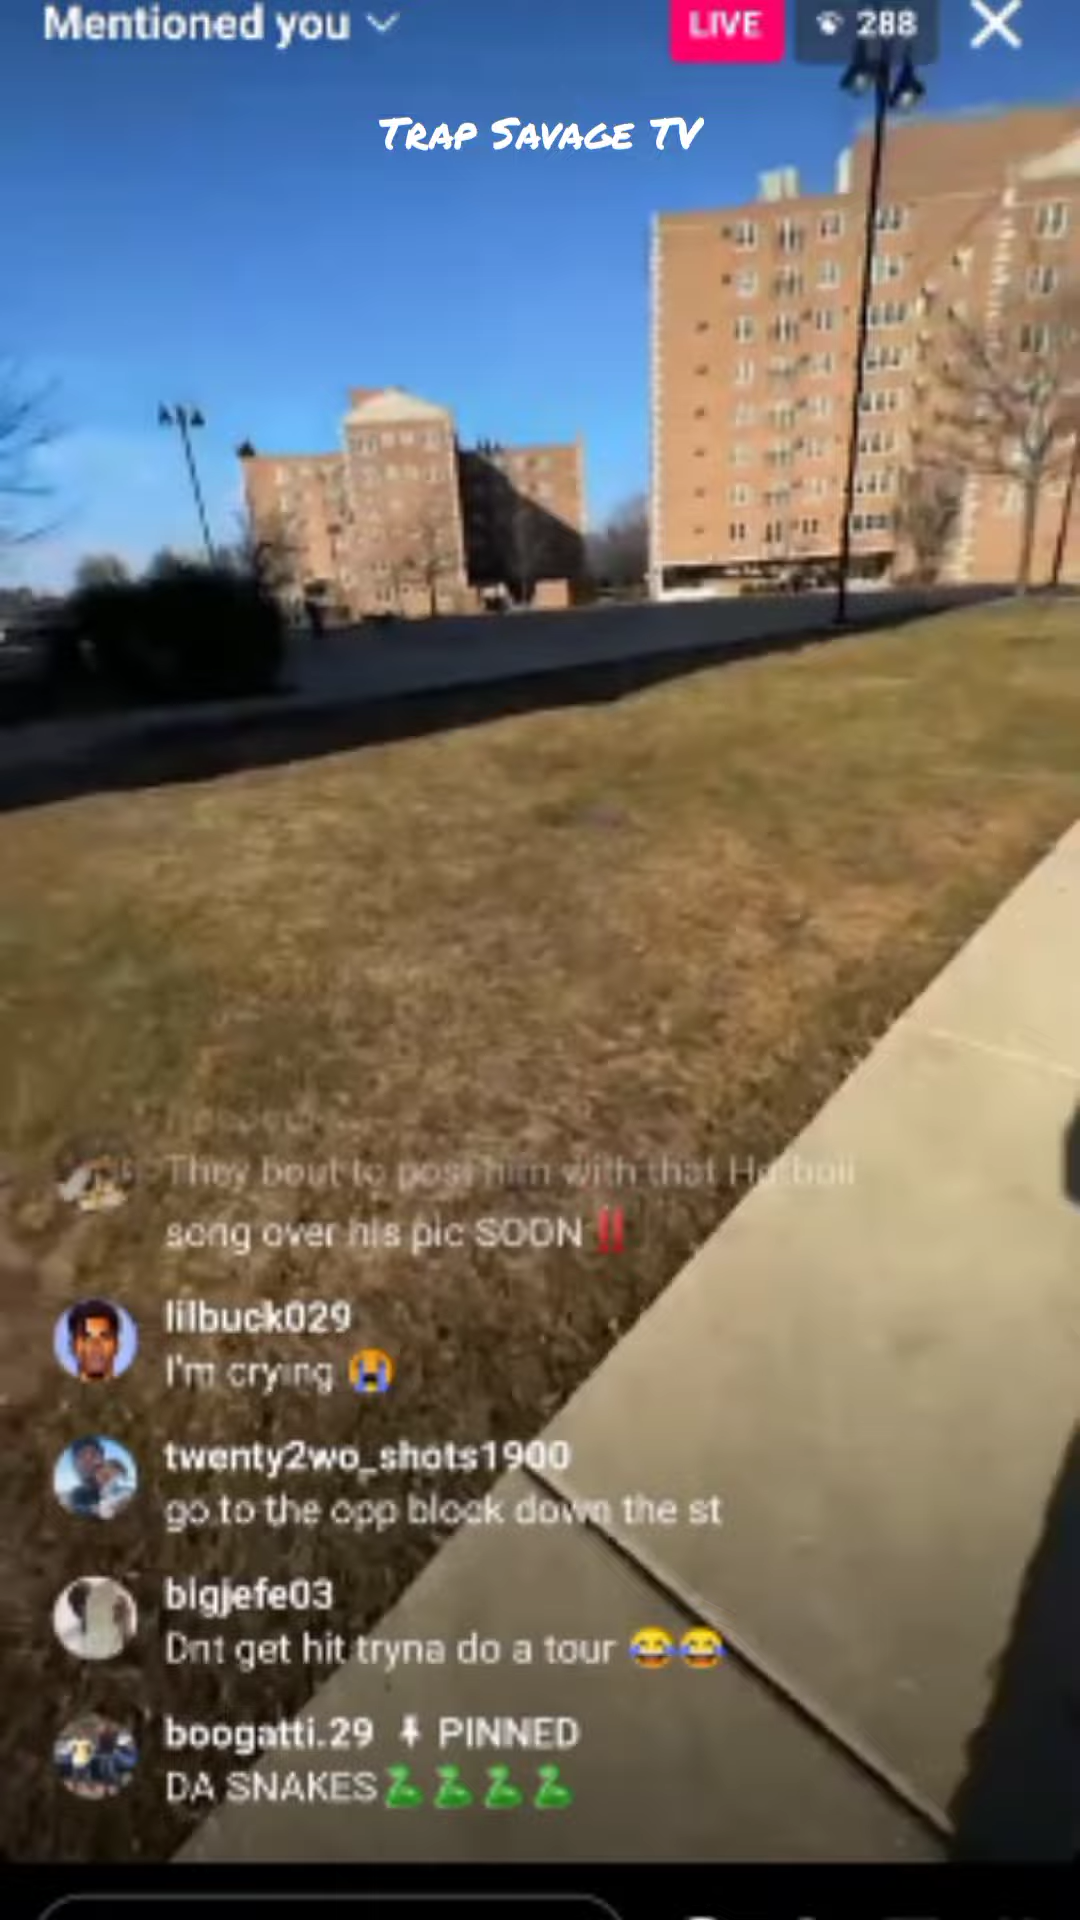 Mentioned you
LIVE
288
TRAP SAVAGE TV
They bout to post him with that Hotboii
song over his pic SOON ‼️
lilbuck029
I'm crying 😭
twenty2wo_shots1900
go to the opp block down the st
bigjefe03
Dnt get hit tryna do a tour 😂😂
boogatti.29 📌 PINNED
DA SNAKES🐍🐍🐍🐍